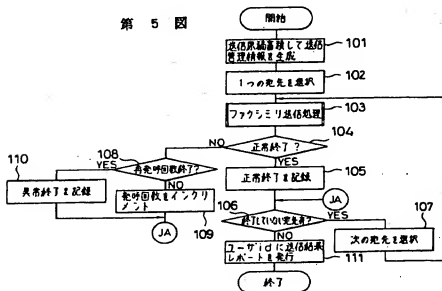 第 5 図
開始
送信原稿蓄積して送信
管理情報を生成
101
1つの宛先を選択
102
ファクシミリ送信処理
103
正常終了?
104
NO
YES
正常終了を記録
105
108
再発呼回数終了?
YES
NO
110
異常終了を記録
発呼回数をインクリ
メント
109
JA
JA
106
終了していない宛先有?
YES
NO
107
次の宛先を選択
ユーザidに送信結果
レポートを発行
111
終了